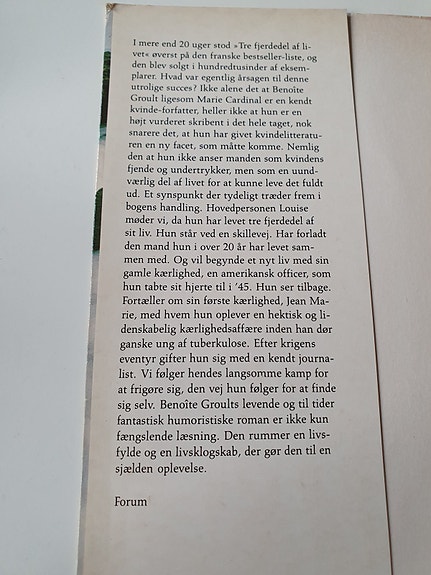 I mere end 20 uger stod »Tre fjerdedel af li-
vet« øverst på den franske bestseller-liste, og
den blev solgt i hundredtusinder af eksem-
plarer. Hvad var egentlig årsagen til denne
utrolige succes? Ikke alene det at Benoîte
Groult ligesom Marie Cardinal er en kendt
kvinde-forfatter, heller ikke at hun er en
højt vurderet skribent i det hele taget, nok
snarere det, at hun har givet kvindelitteratu-
ren en ny facet, som måtte komme. Nemlig
den at hun ikke anser manden som kvindens
fjende og undertrykker, men som en uund-
værlig del af livet for at kunne leve det fuldt
ud. Et synspunkt der tydeligt træder frem i
bogens handling. Hovedpersonen Louise
møder vi, da hun har levet tre fjerdedel af
sit liv. Hun står ved en skillevej. Har forladt
den mand hun i over 20 år har levet sam-
men med. Og vil begynde et nyt liv med sin
gamle kærlighed, en amerikansk officer, som
hun tabte sit hjerte til i '45. Hun ser tilbage.
Fortæller om sin første kærlighed, Jean Ma-
rie, med hvem hun oplever en hektisk og li-
denskabelig kærlighedsaffære inden han dør
ganske ung af tuberkulose. Efter krigens
eventyr gifter hun sig med en kendt journa-
list. Vi følger hendes langsomme kamp for
at frigøre sig, den vej hun følger for at finde
sig selv. Benoîte Groults levende og til tider
fantastisk humoristiske roman er ikke kun
fængslende læsning. Den rummer en livs-
fylde og en livsklogskab, der gør den til en
sjælden oplevelse.
Forum